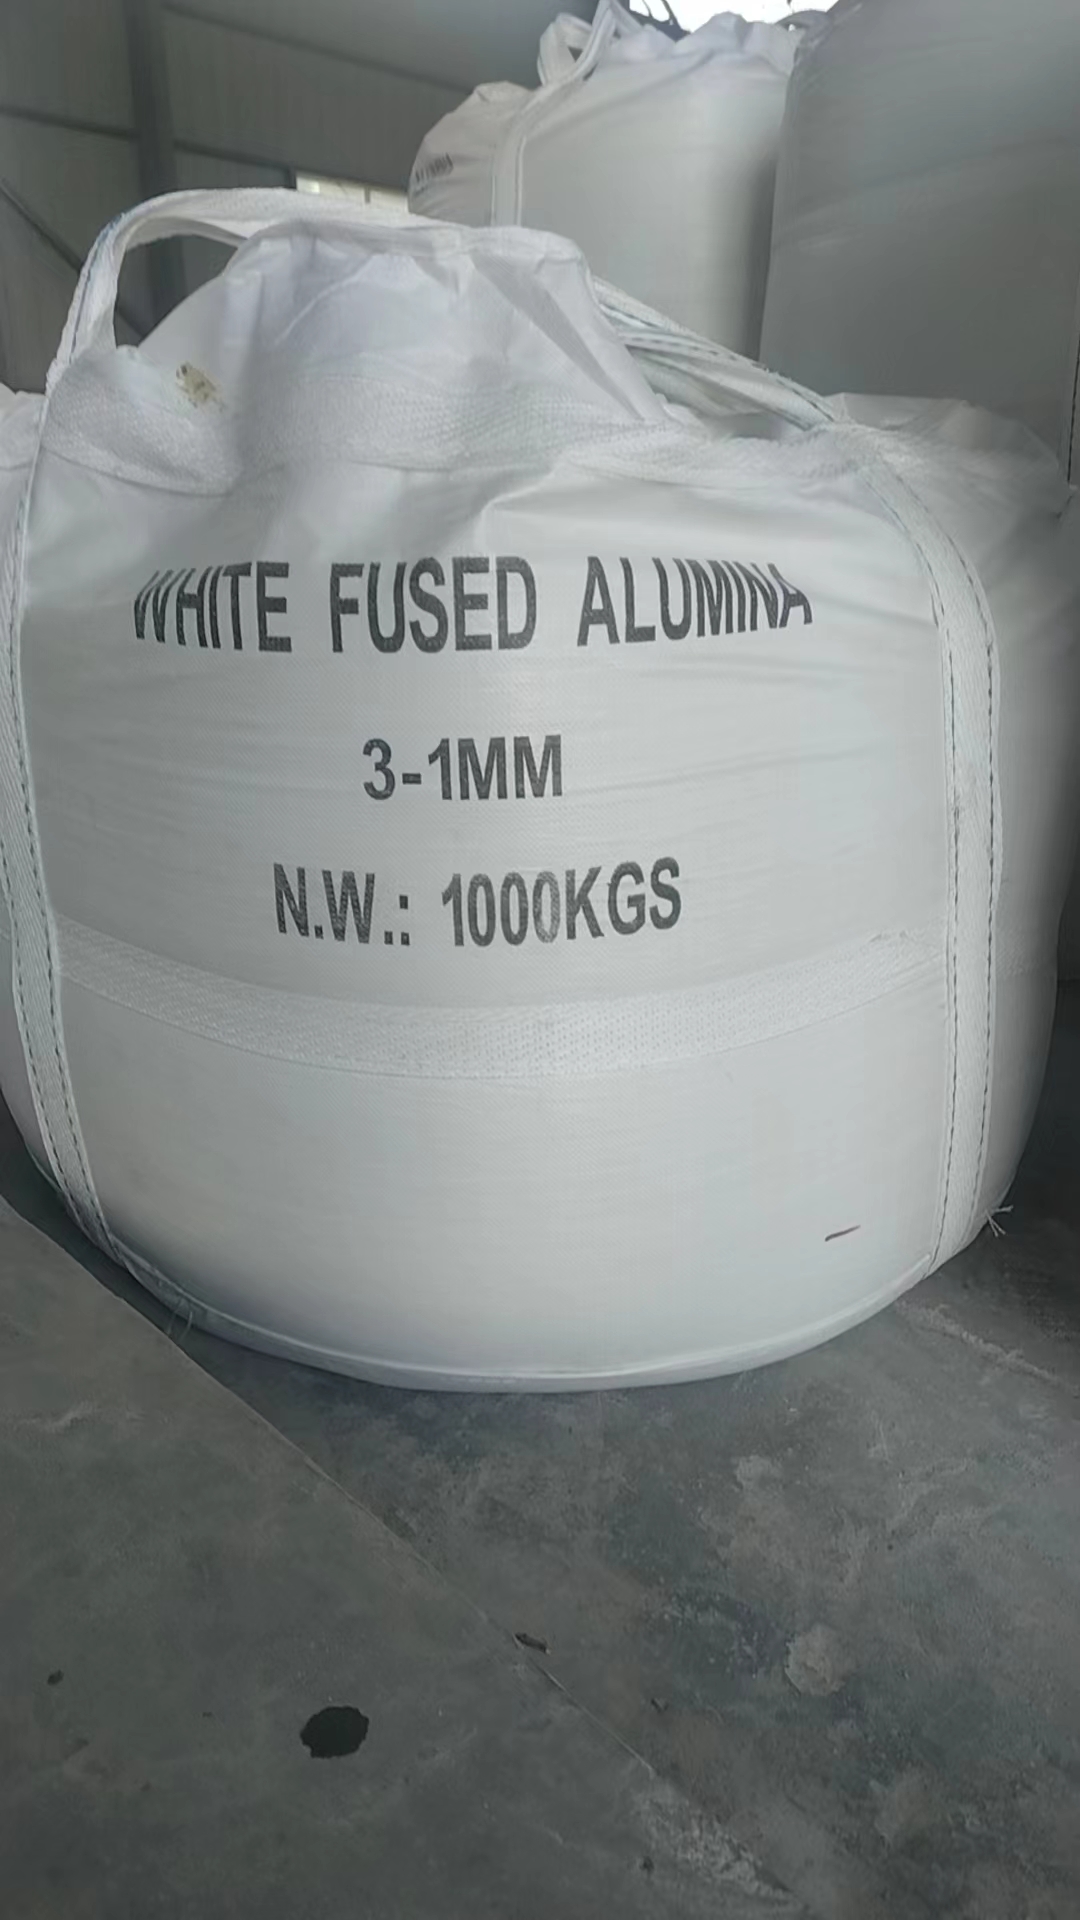 WHITE FUSED ALUMINA
3-1MM
N.W.: 1000KGS